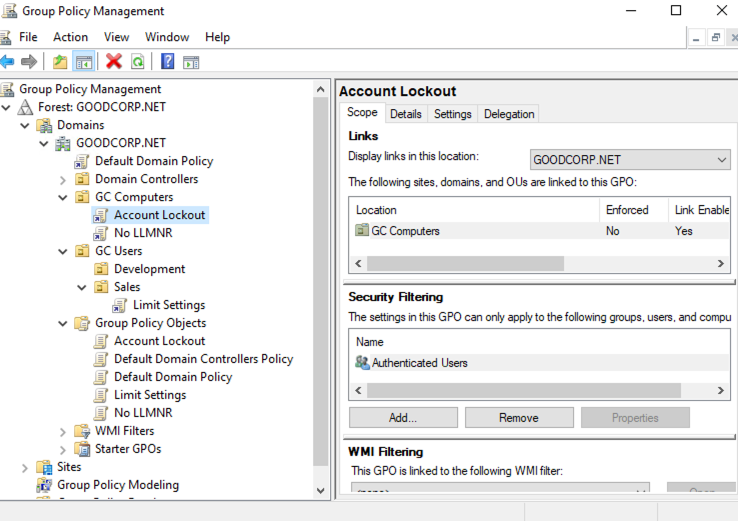 Group Policy Management
File Action View Window Help
Group Policy Management
Forest: GOODCORP.NET
Domains
GOODCORP.NET
Default Domain Policy
Domain Controllers
GC Computers
Account Lockout
No LLMNR
GC Users
Development
Sales
Limit Settings
Group Policy Objects
Account Lockout
Default Domain Controllers Policy
Default Domain Policy
Limit Settings
No LLMNR
WMI Filters
Starter GPOs
Sites
Group Policy Modeling
Account Lockout
Scope Details Settings Delegation
Links
Display links in this location: GOODCORP.NET
The following sites, domains, and OUs are linked to this GPO:
Location Enforced Link Enable
GC Computers No Yes
Security Filtering
The settings in this GPO can only apply to the following groups, users, and compu
Name
Authenticated Users
Add... Remove Properties
WMI Filtering
This GPO is linked to the following WMI filter: